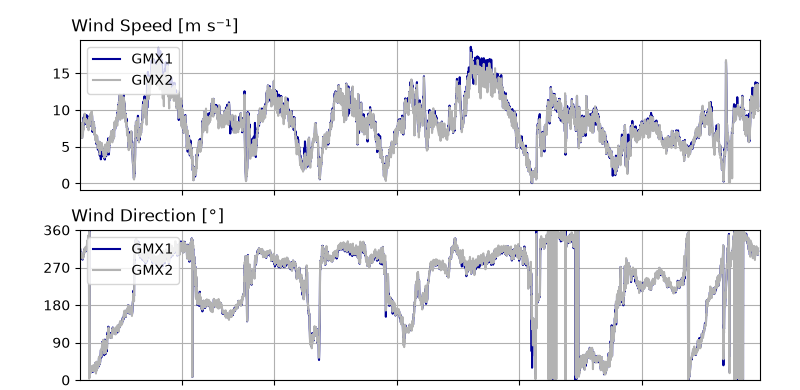 Wind Speed [m s⁻¹]
GMX1
GMX2
15
10
5
0
Wind Direction [°]
GMX1
GMX2
360
270
180
90
0